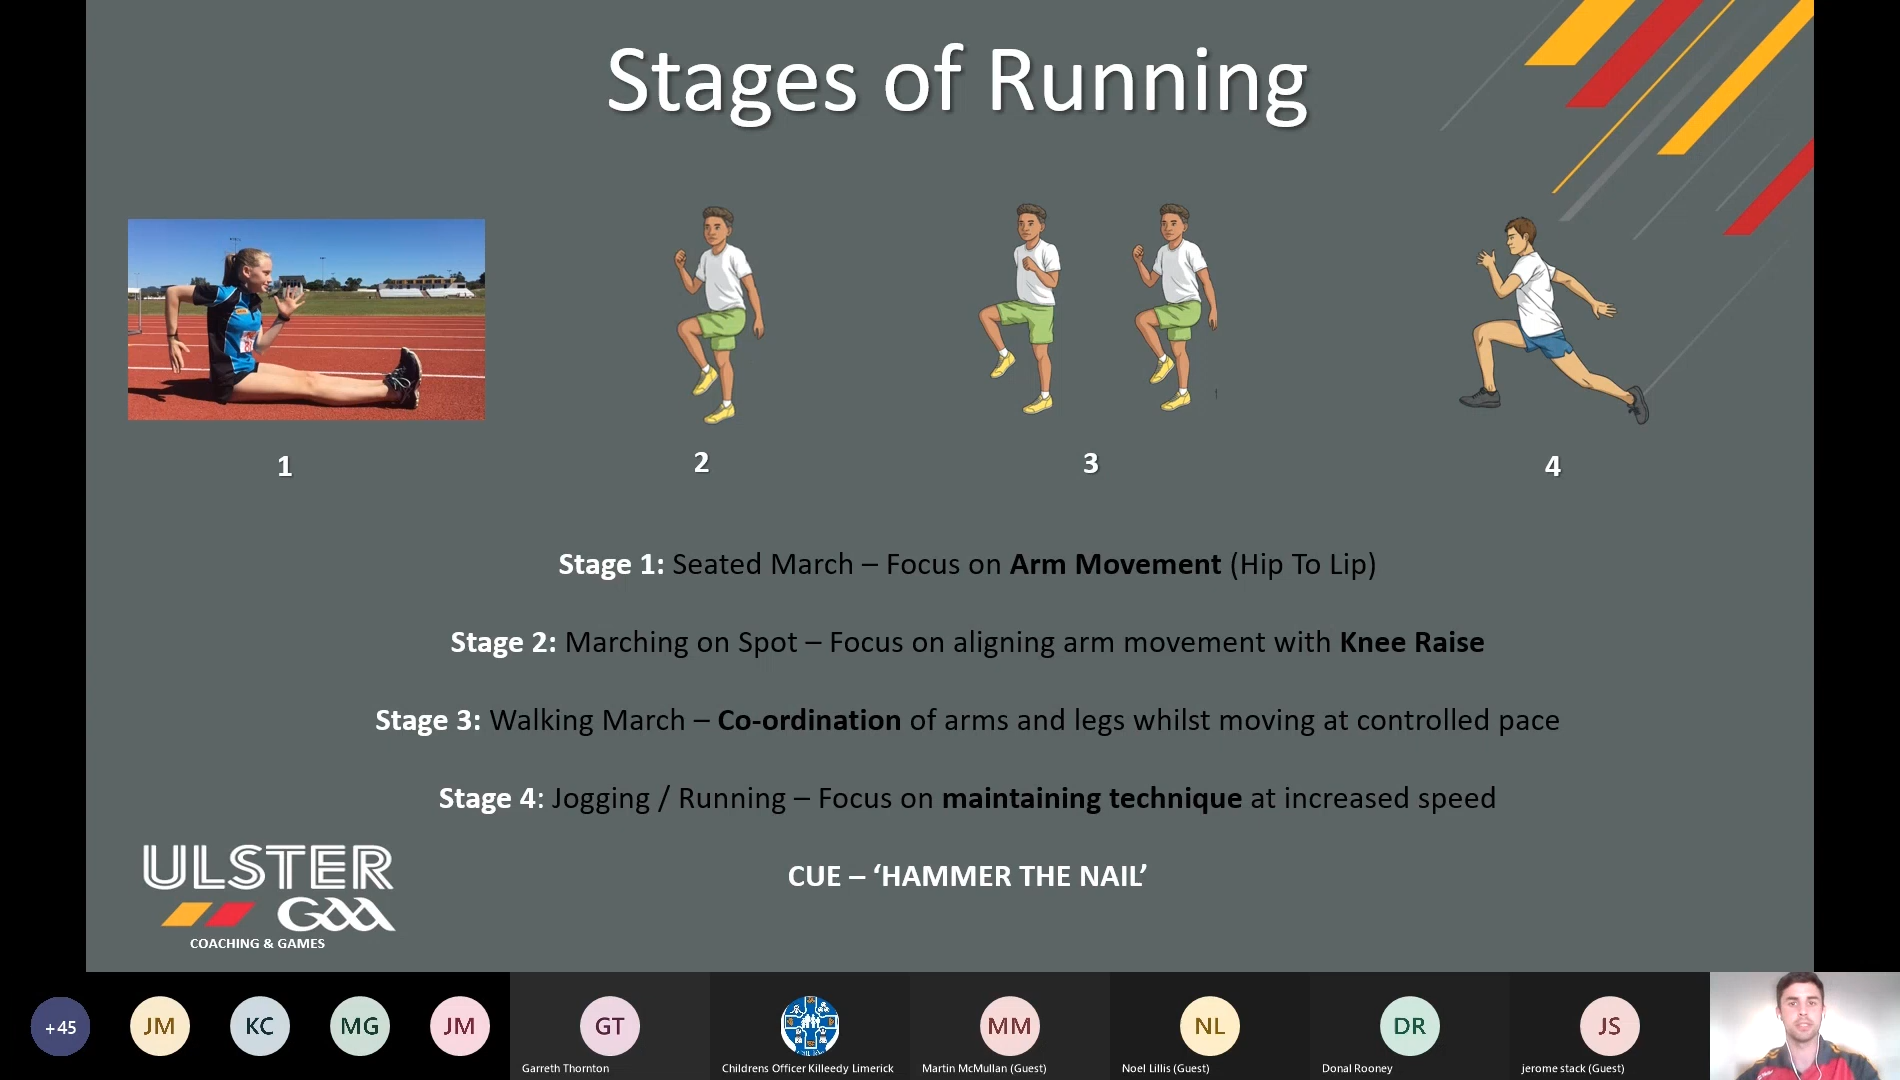 Stages of Running
1
2
3
4
Stage 1: Seated March – Focus on Arm Movement (Hip To Lip)
Stage 2: Marching on Spot – Focus on aligning arm movement with Knee Raise
Stage 3: Walking March – Co-ordination of arms and legs whilst moving at controlled pace
Stage 4: Jogging / Running – Focus on maintaining technique at increased speed
CUE – ‘HAMMER THE NAIL’
ULSTER
GAA
COACHING & GAMES
+45
JM
KC
MG
JM
GT
MM
NL
DR
JS
Garreth Thornton
Childrens Officer Killeedy Limerick
Martin McMullan (Guest)
Noel Lillis (Guest)
Donal Rooney
jerome stack (Guest)